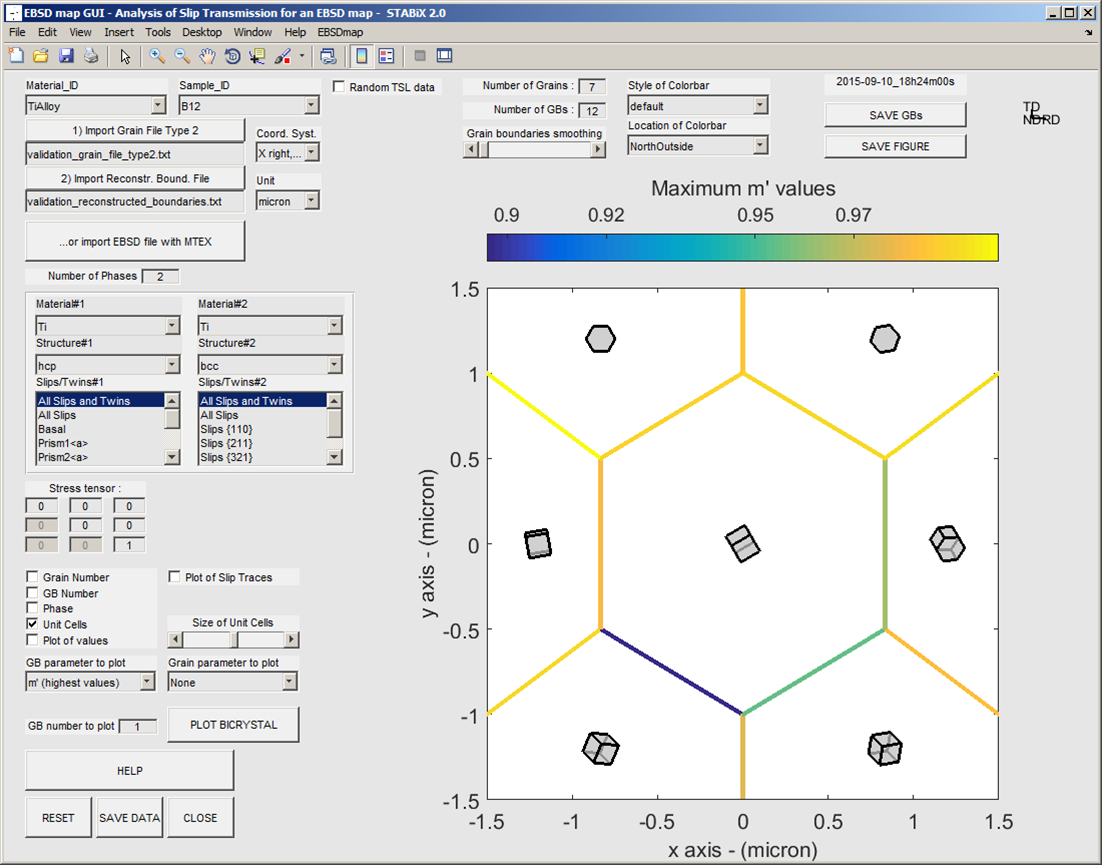 EBSD map GUI - Analysis of Slip Transmission for an EBSD map - STABiX 2.0
File Edit View Insert Tools Desktop Window Help EBSDmap
Material_ID Sample_ID
TiAlloy B12
Random TSL data
1) Import Grain File Type 2
validation_grain_file_type2.txt
2) Import Reconstr. Bound. File
validation_reconstructed_boundaries.txt
...or import EBSD file with MTEX
Coord. Syst.
X right,...
Unit
micron
Number of Grains : 7
Number of GBs : 12
Grain boundaries smoothing
Style of Colorbar
default
Location of Colorbar
NorthOutside
2015-09-10_18h24m00s
SAVE GBs
SAVE FIGURE
TD
ND RD
Number of Phases 2
Material#1 Material#2
Ti Ti
Structure#1 Structure#2
hcp bcc
Slips/Twins#1 Slips/Twins#2
All Slips and Twins All Slips and Twins
All Slips All Slips
Basal Slips {110}
Prism1<a> Slips {211}
Prism2<a> Slips {321}
Stress tensor :
0 0 0
0 0 0
0 0 1
Grain Number
GB Number
Phase
Unit Cells
Plot of values
Plot of Slip Traces
Size of Unit Cells
GB parameter to plot Grain parameter to plot
m' (highest values) None
GB number to plot 1
PLOT BICRYSTAL
HELP
RESET SAVE DATA CLOSE
Maximum m' values
0.9 0.92 0.95 0.97
1.5
1
0.5
0
-0.5
-1
-1.5
y axis - (micron)
-1.5 -1 -0.5 0 0.5 1 1.5
x axis - (micron)